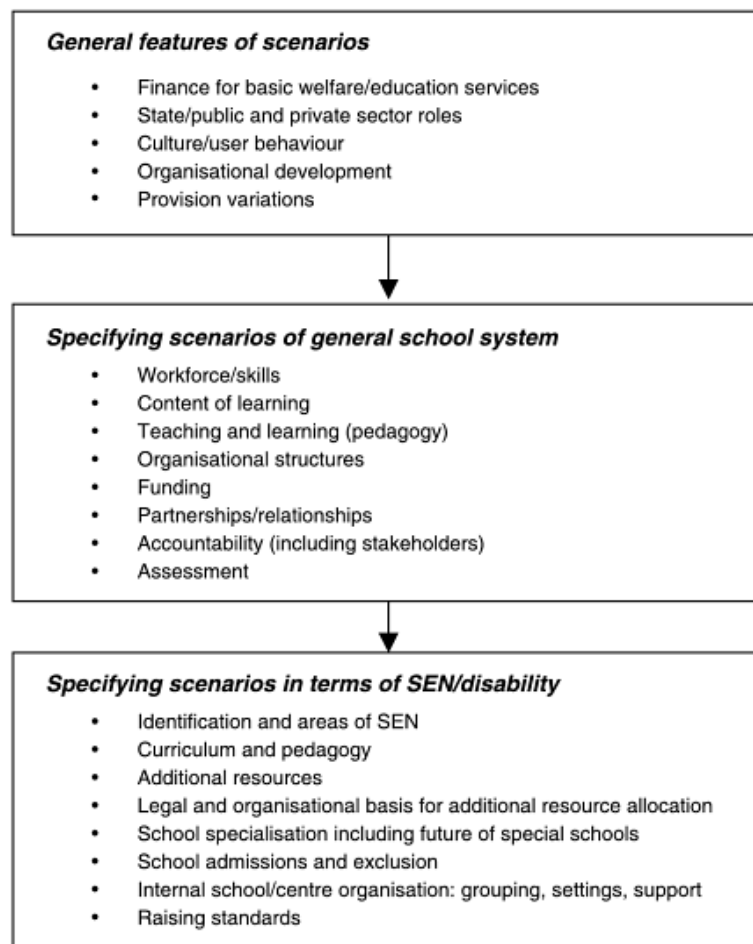 General features of scenarios
• Finance for basic welfare/education services
• State/public and private sector roles
• Culture/user behaviour
• Organisational development
• Provision variations
Specifying scenarios of general school system
• Workforce/skills
• Content of learning
• Teaching and learning (pedagogy)
• Organisational structures
• Funding
• Partnerships/relationships
• Accountability (including stakeholders)
• Assessment
Specifying scenarios in terms of SEN/disability
• Identification and areas of SEN
• Curriculum and pedagogy
• Additional resources
• Legal and organisational basis for additional resource allocation
• School specialisation including future of special schools
• School admissions and exclusion
• Internal school/centre organisation: grouping, settings, support
• Raising standards